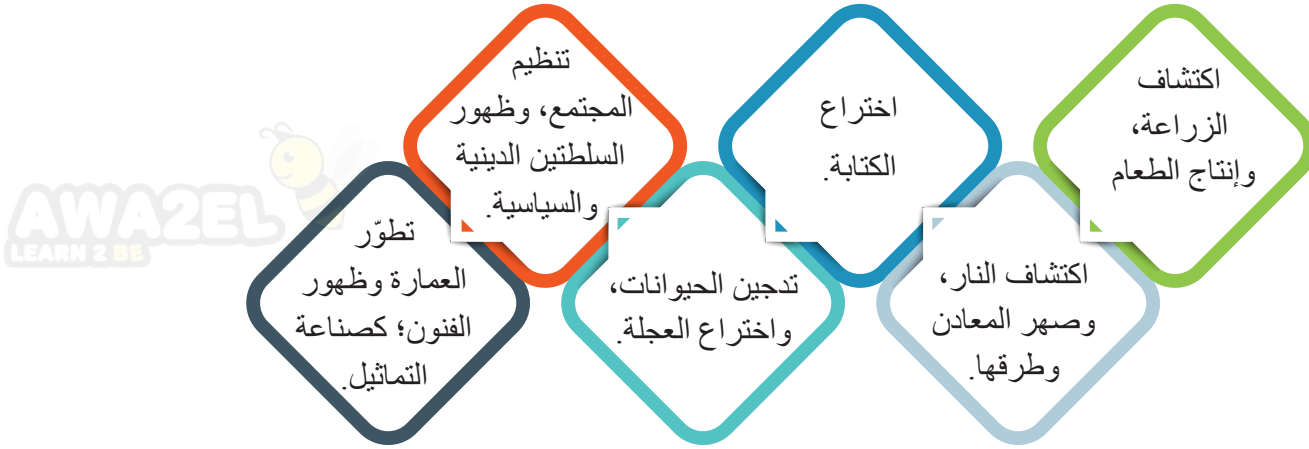 اكتشاف
الزراعة،
وإنتاج الطعام
اكتشاف النار،
وصهر المعادن
وطرقها.
اختراع
الكتابة.
تدجين الحيوانات،
واختراع العجلة.
تنظيم
المجتمع، وظهور
السلطتين الدينية
والسياسية.
تطوّر
العمارة وظهور
الفنون؛ كصناعة
التماثيل.
AWA2EL
LEARN 2 BE